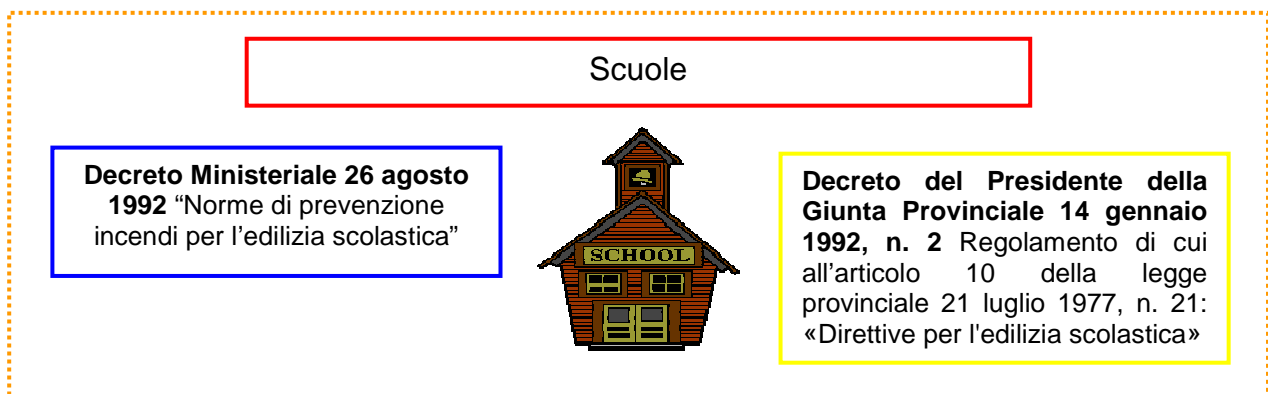 Scuole
Decreto Ministeriale 26 agosto
1992 “Norme di prevenzione
incendi per l’edilizia scolastica”
SCHOOL
Decreto del Presidente della
Giunta Provinciale 14 gennaio
1992, n. 2 Regolamento di cui
all'articolo 10 della legge
provinciale 21 luglio 1977, n. 21:
«Direttive per l'edilizia scolastica»